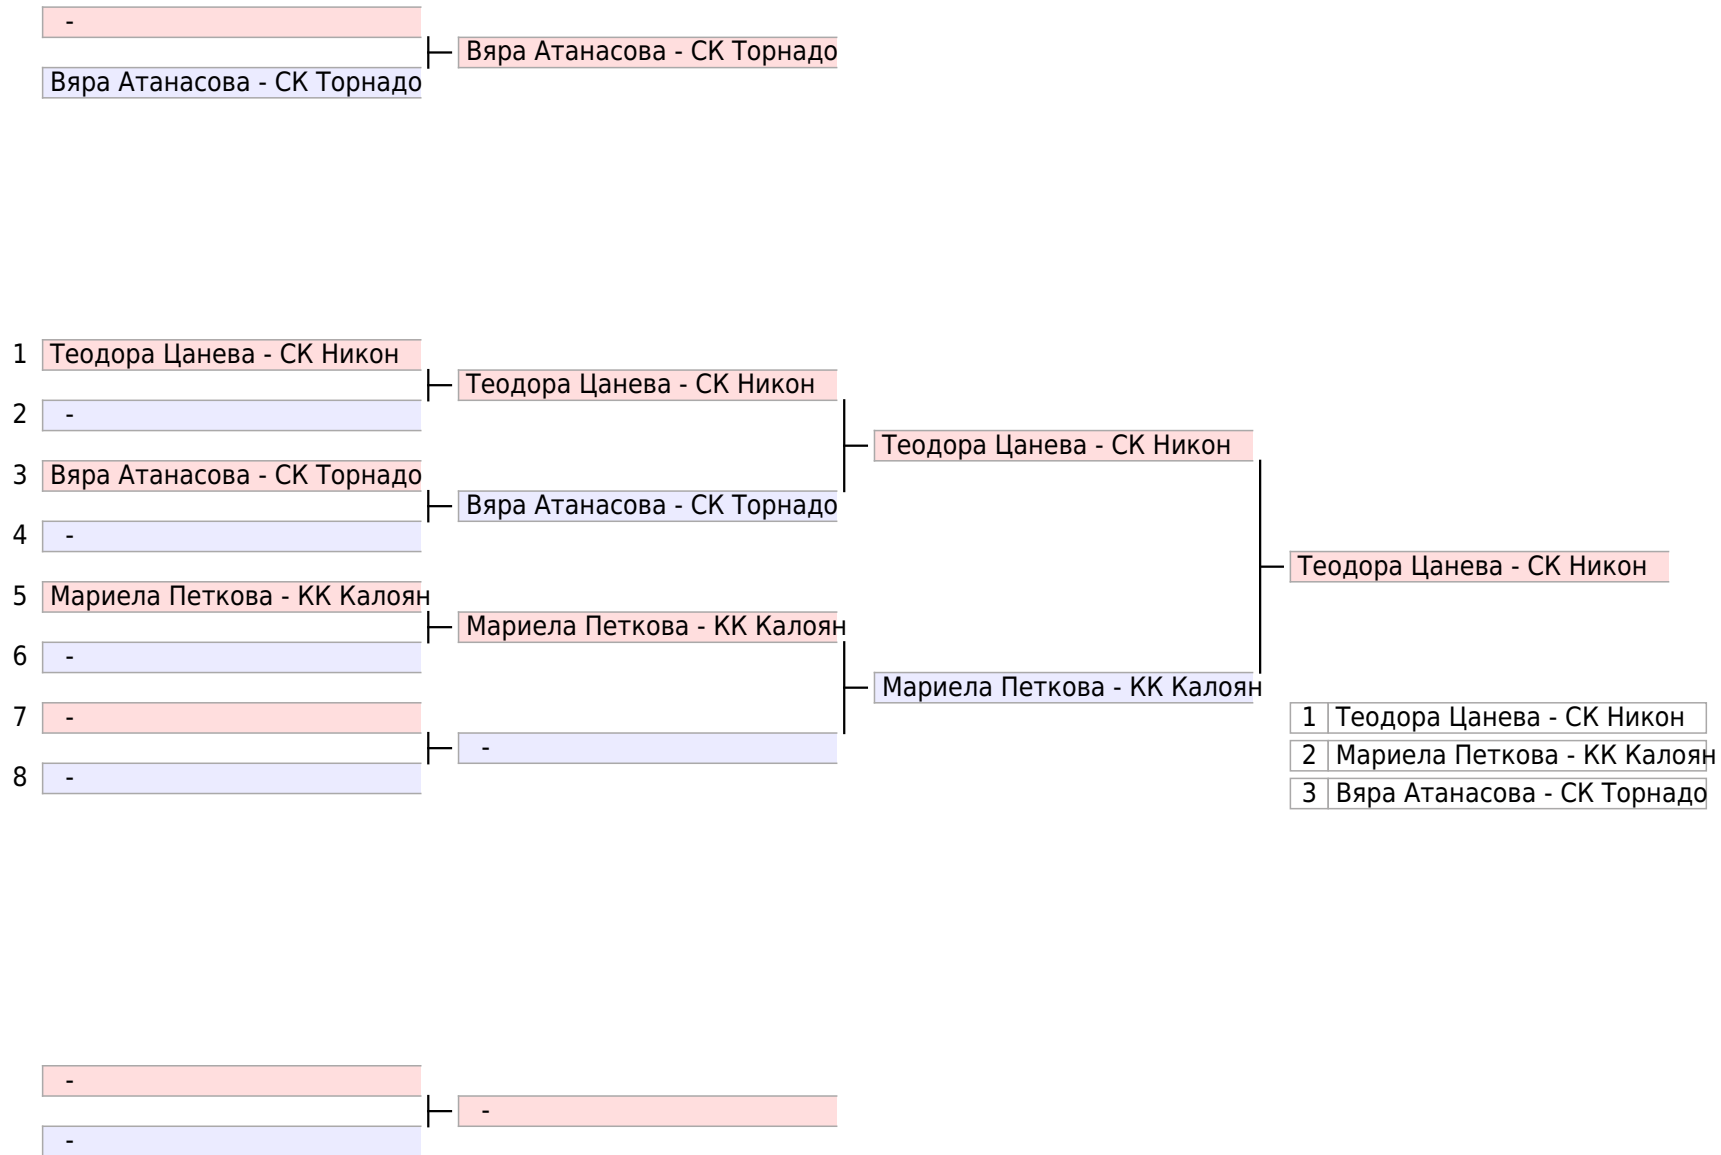 -
Вяра Атанасова - СК Торнадо
Вяра Атанасова - СК Торнадо
1 Теодора Цанева - СК Никон
Теодора Цанева - СК Никон
2 -
Теодора Цанева - СК Никон
3 Вяра Атанасова - СК Торнадо
Вяра Атанасова - СК Торнадо
4 -
Теодора Цанева - СК Никон
5 Мариела Петкова - КК Калоян
Мариела Петкова - КК Калоян
6 -
Мариела Петкова - КК Калоян
7 -
1 Теодора Цанева - СК Никон
-
2 Мариела Петкова - КК Калоян
8 -
3 Вяра Атанасова - СК Торнадо
-
-
-